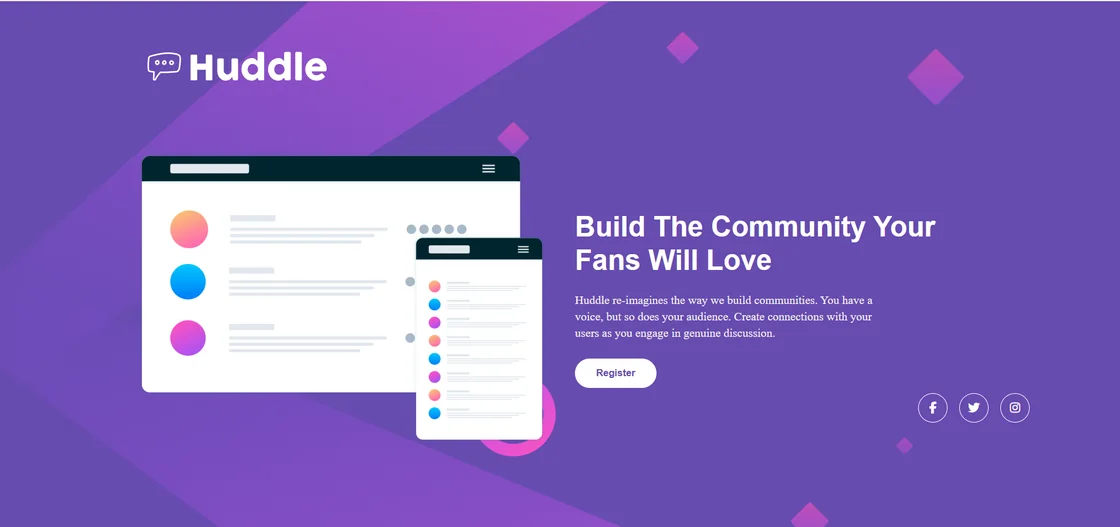 Huddle
Build The Community Your
Fans Will Love
Huddle re-imagines the way we build communities. You have a
voice, but so does your audience. Create connections with your
users as you engage in genuine discussion.
Register